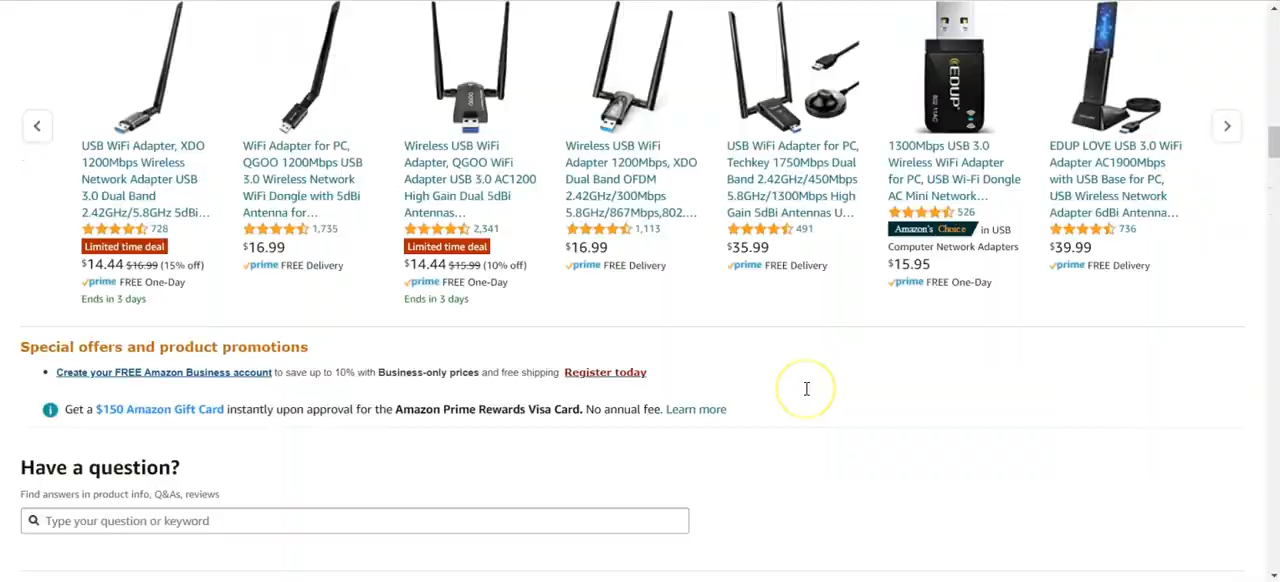 USB WiFi Adapter, XDO
1200Mbps Wireless
Network Adapter USB
3.0 Dual Band
2.42GHz/5.8GHz 5dBi...
728
Limited time deal
$14.44 $16.99 (15% off)
prime FREE One-Day
Ends in 3 days
WiFi Adapter for PC,
QGOO 1200Mbps USB
3.0 Wireless Network
WiFi Dongle with 5dBi
Antenna for...
1,735
$16.99
prime FREE Delivery
QGOO
Wireless USB WiFi
Adapter, QGOO WiFi
Adapter USB 3.0 AC1200
High Gain Dual 5dBi
Antennas...
2,341
Limited time deal
$14.44 $15.99 (10% off)
prime FREE One-Day
Ends in 3 days
Wireless USB WiFi
Adapter 1200Mbps, XDO
Dual Band OFDM
2.42GHz/300Mbps
5.8GHz/867Mbps,802....
1,113
$16.99
prime FREE Delivery
USB WiFi Adapter for PC,
Techkey 1750Mbps Dual
Band 2.42GHz/450Mbps
5.8GHz/1300Mbps High
Gain 5dBi Antennas U...
491
$35.99
prime FREE Delivery
EDUP
802.11AC
1300Mbps USB 3.0
Wireless WiFi Adapter
for PC, USB Wi-Fi Dongle
AC Mini Network...
526
Amazon's Choice in USB
Computer Network Adapters
$15.95
prime FREE One-Day
EDUP LOVE USB 3.0 WiFi
Adapter AC1900Mbps
with USB Base for PC,
USB Wireless Network
Adapter 6dBi Antenna...
736
$39.99
prime FREE Delivery
Special offers and product promotions
• Create your FREE Amazon Business account to save up to 10% with Business-only prices and free shipping Register today
Get a $150 Amazon Gift Card instantly upon approval for the Amazon Prime Rewards Visa Card. No annual fee. Learn more
Have a question?
Find answers in product info, Q&As, reviews
Type your question or keyword